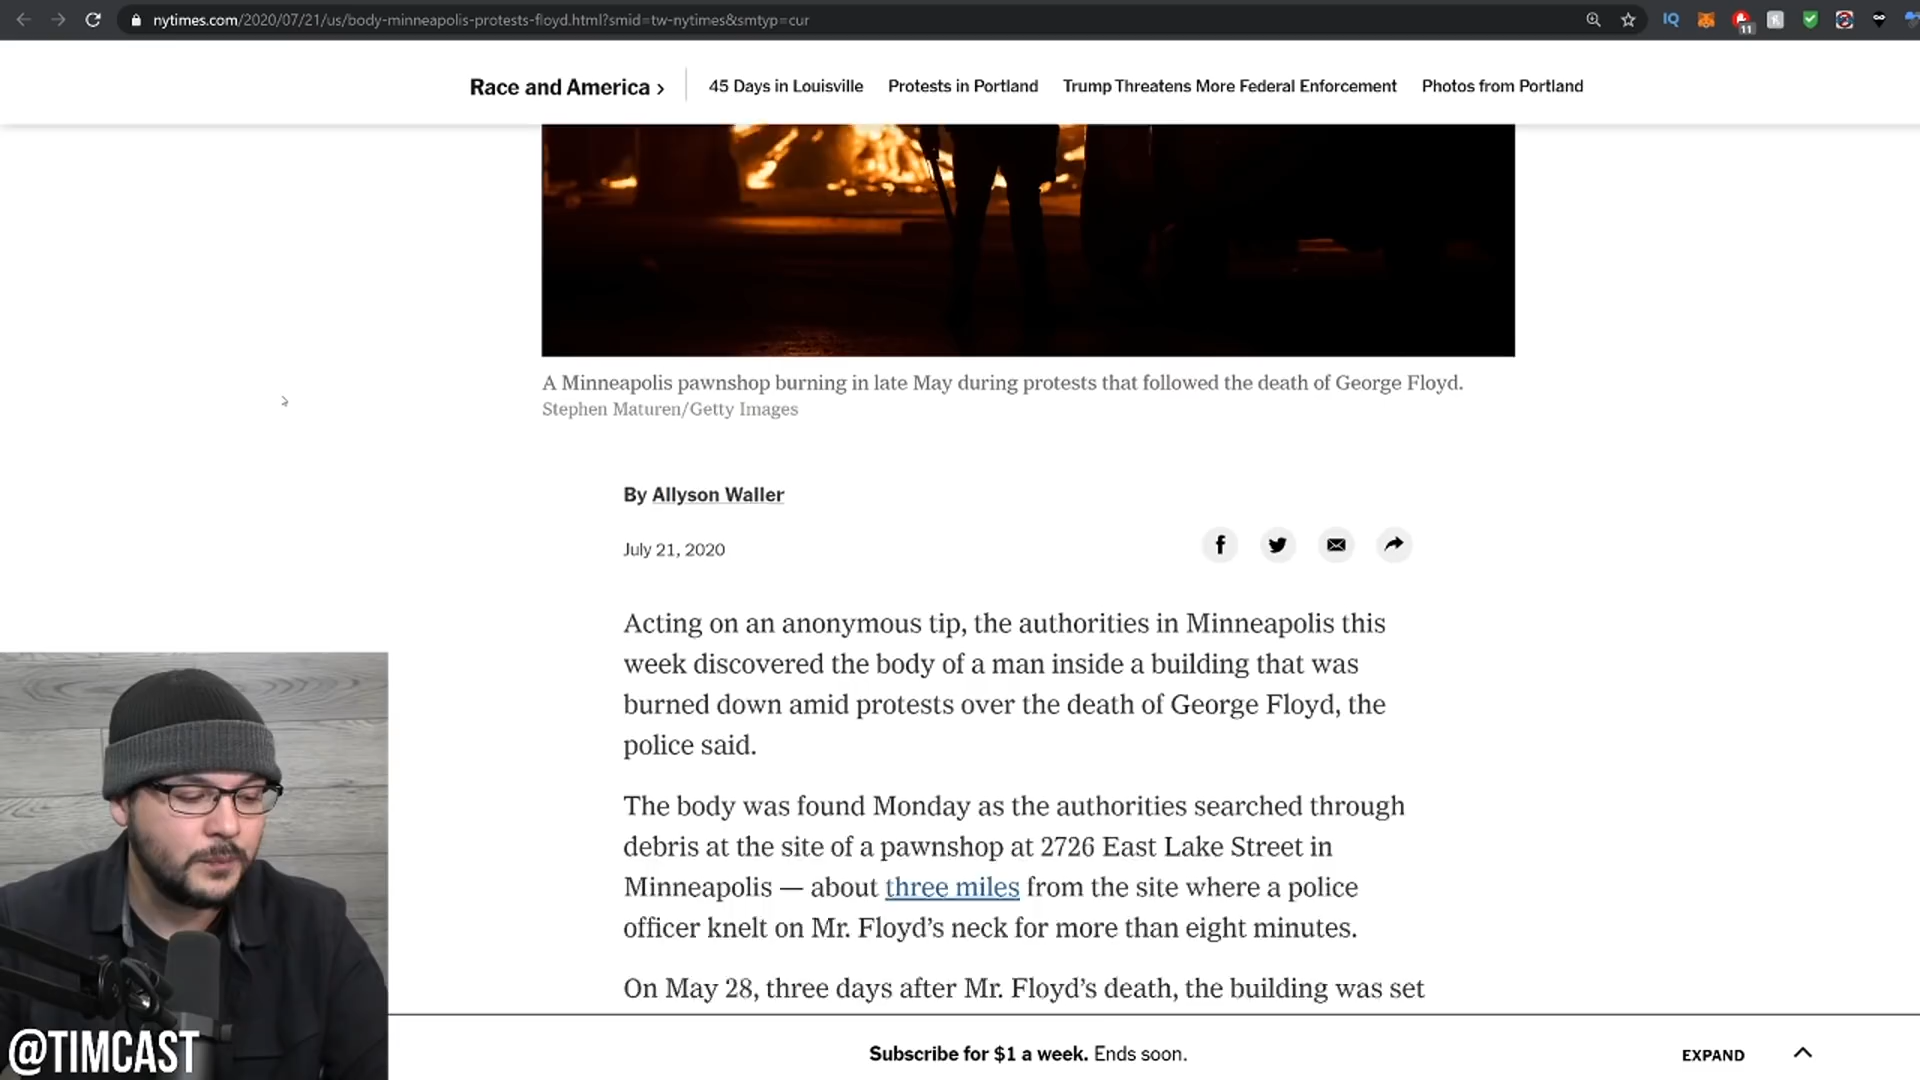 nytimes.com/2020/07/21/us/body-minneapolis-protests-floyd.html?smid=tw-nytimes&smtyp=cur
IQ
11
Race and America ›
45 Days in Louisville
Protests in Portland
Trump Threatens More Federal Enforcement
Photos from Portland
A Minneapolis pawnshop burning in late May during protests that followed the death of George Floyd.
Stephen Maturen/Getty Images
By Allyson Waller
July 21, 2020
Acting on an anonymous tip, the authorities in Minneapolis this
week discovered the body of a man inside a building that was
burned down amid protests over the death of George Floyd, the
police said.
The body was found Monday as the authorities searched through
debris at the site of a pawnshop at 2726 East Lake Street in
Minneapolis — about three miles from the site where a police
officer knelt on Mr. Floyd’s neck for more than eight minutes.
On May 28, three days after Mr. Floyd’s death, the building was set
@TIMCAST
Subscribe for $1 a week. Ends soon.
EXPAND